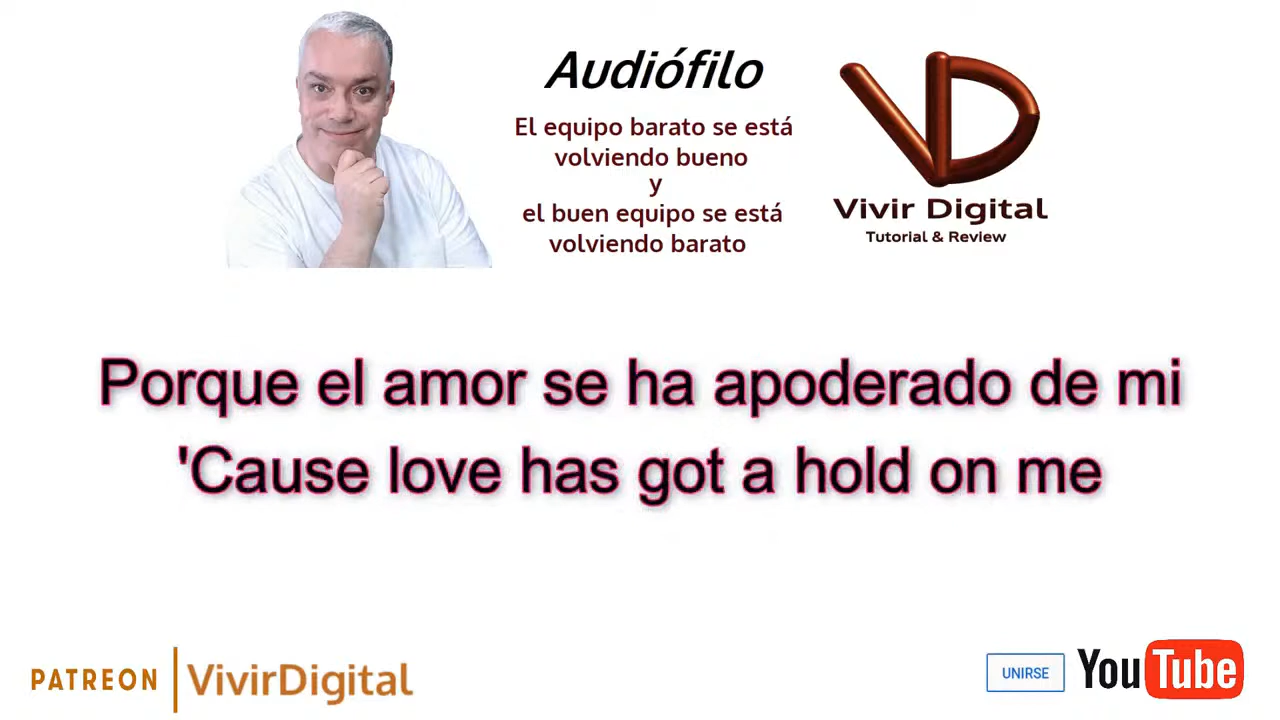 Audiófilo
El equipo barato se está
volviendo bueno
y
el buen equipo se está
volviendo barato
VD
Vivir Digital
Tutorial & Review
Porque el amor se ha apoderado de mi
'Cause love has got a hold on me
PATREON | VivirDigital
UNIRSE YouTube